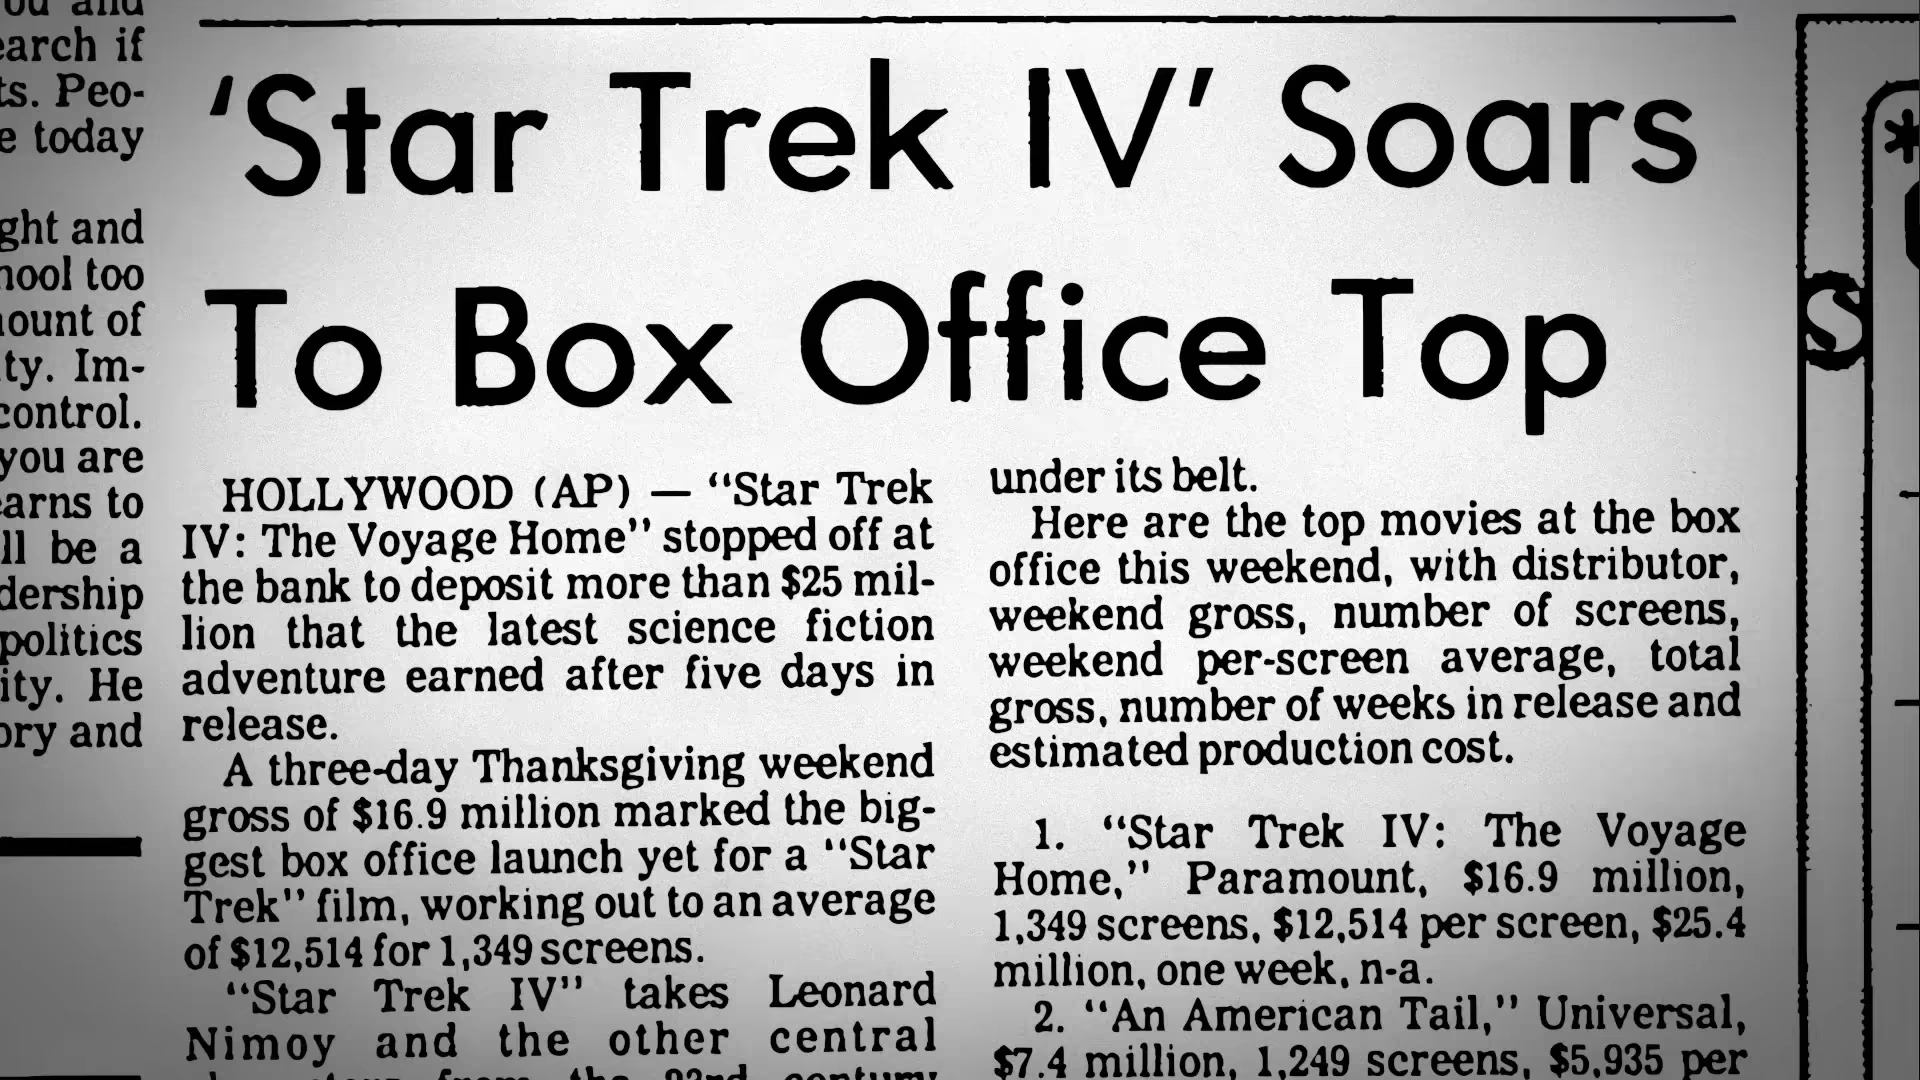 ou and
earch if
ts. Peo-
e today
ght and
hool too
ount of
ty. Im-
control.
you are
earns to
ll be a
dership
politics
ity. He
ory and
'Star Trek IV' Soars
To Box Office Top
HOLLYWOOD (AP) — "Star Trek
IV: The Voyage Home" stopped off at
the bank to deposit more than $25 mil-
lion that the latest science fiction
adventure earned after five days in
release.
A three-day Thanksgiving weekend
gross of $16.9 million marked the big-
gest box office launch yet for a "Star
Trek" film, working out to an average
of $12,514 for 1,349 screens.
"Star Trek IV" takes Leonard
Nimoy and the other central
from the 23rd century
under its belt.
Here are the top movies at the box
office this weekend, with distributor,
weekend gross, number of screens,
weekend per-screen average, total
gross, number of weeks in release and
estimated production cost.
1. "Star Trek IV: The Voyage
Home," Paramount, $16.9 million,
1,349 screens, $12,514 per screen, $25.4
million, one week, n-a.
2. "An American Tail," Universal,
$7.4 million, 1,249 screens, $5,935 per
*
S